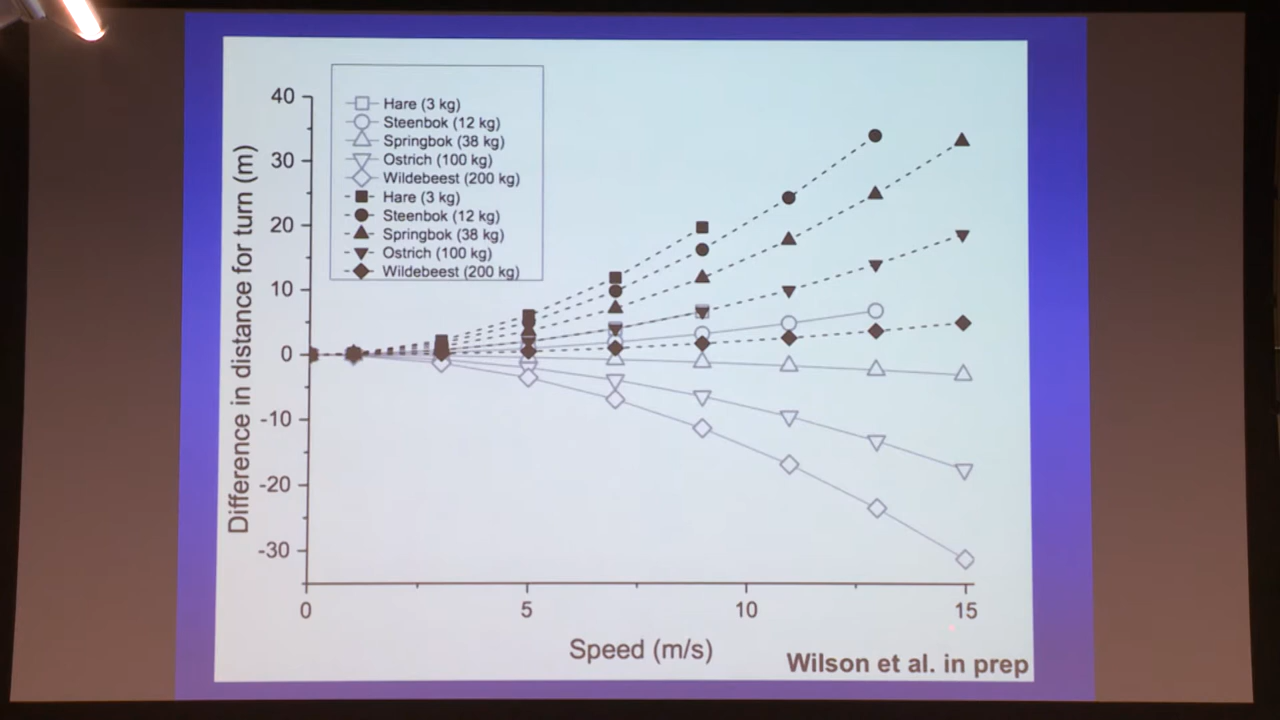 Hare (3 kg)
Steenbok (12 kg)
Springbok (38 kg)
Ostrich (100 kg)
Wildebeest (200 kg)
Hare (3 kg)
Steenbok (12 kg)
Springbok (38 kg)
Ostrich (100 kg)
Wildebeest (200 kg)
Difference in distance for turn (m)
40
30
20
10
0
-10
-20
-30
0 5 10 15
Speed (m/s)
Wilson et al. in prep